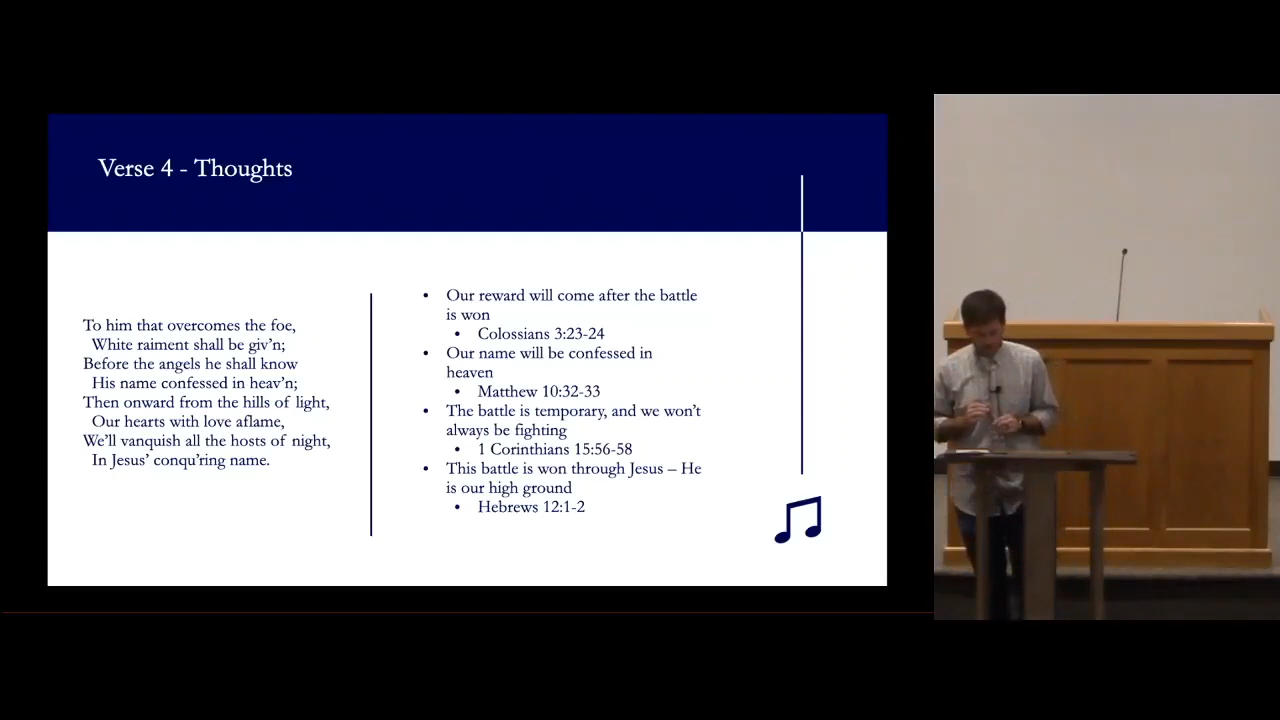 Verse 4 - Thoughts
To him that overcomes the foe,
White raiment shall be giv’n;
Before the angels he shall know
His name confessed in heav’n;
Then onward from the hills of light,
Our hearts with love aflame,
We’ll vanquish all the hosts of night,
In Jesus’ conqu’ring name.
• Our reward will come after the battle
is won
• Colossians 3:23-24
• Our name will be confessed in
heaven
• Matthew 10:32-33
• The battle is temporary, and we won’t
always be fighting
• 1 Corinthians 15:56-58
• This battle is won through Jesus – He
is our high ground
• Hebrews 12:1-2